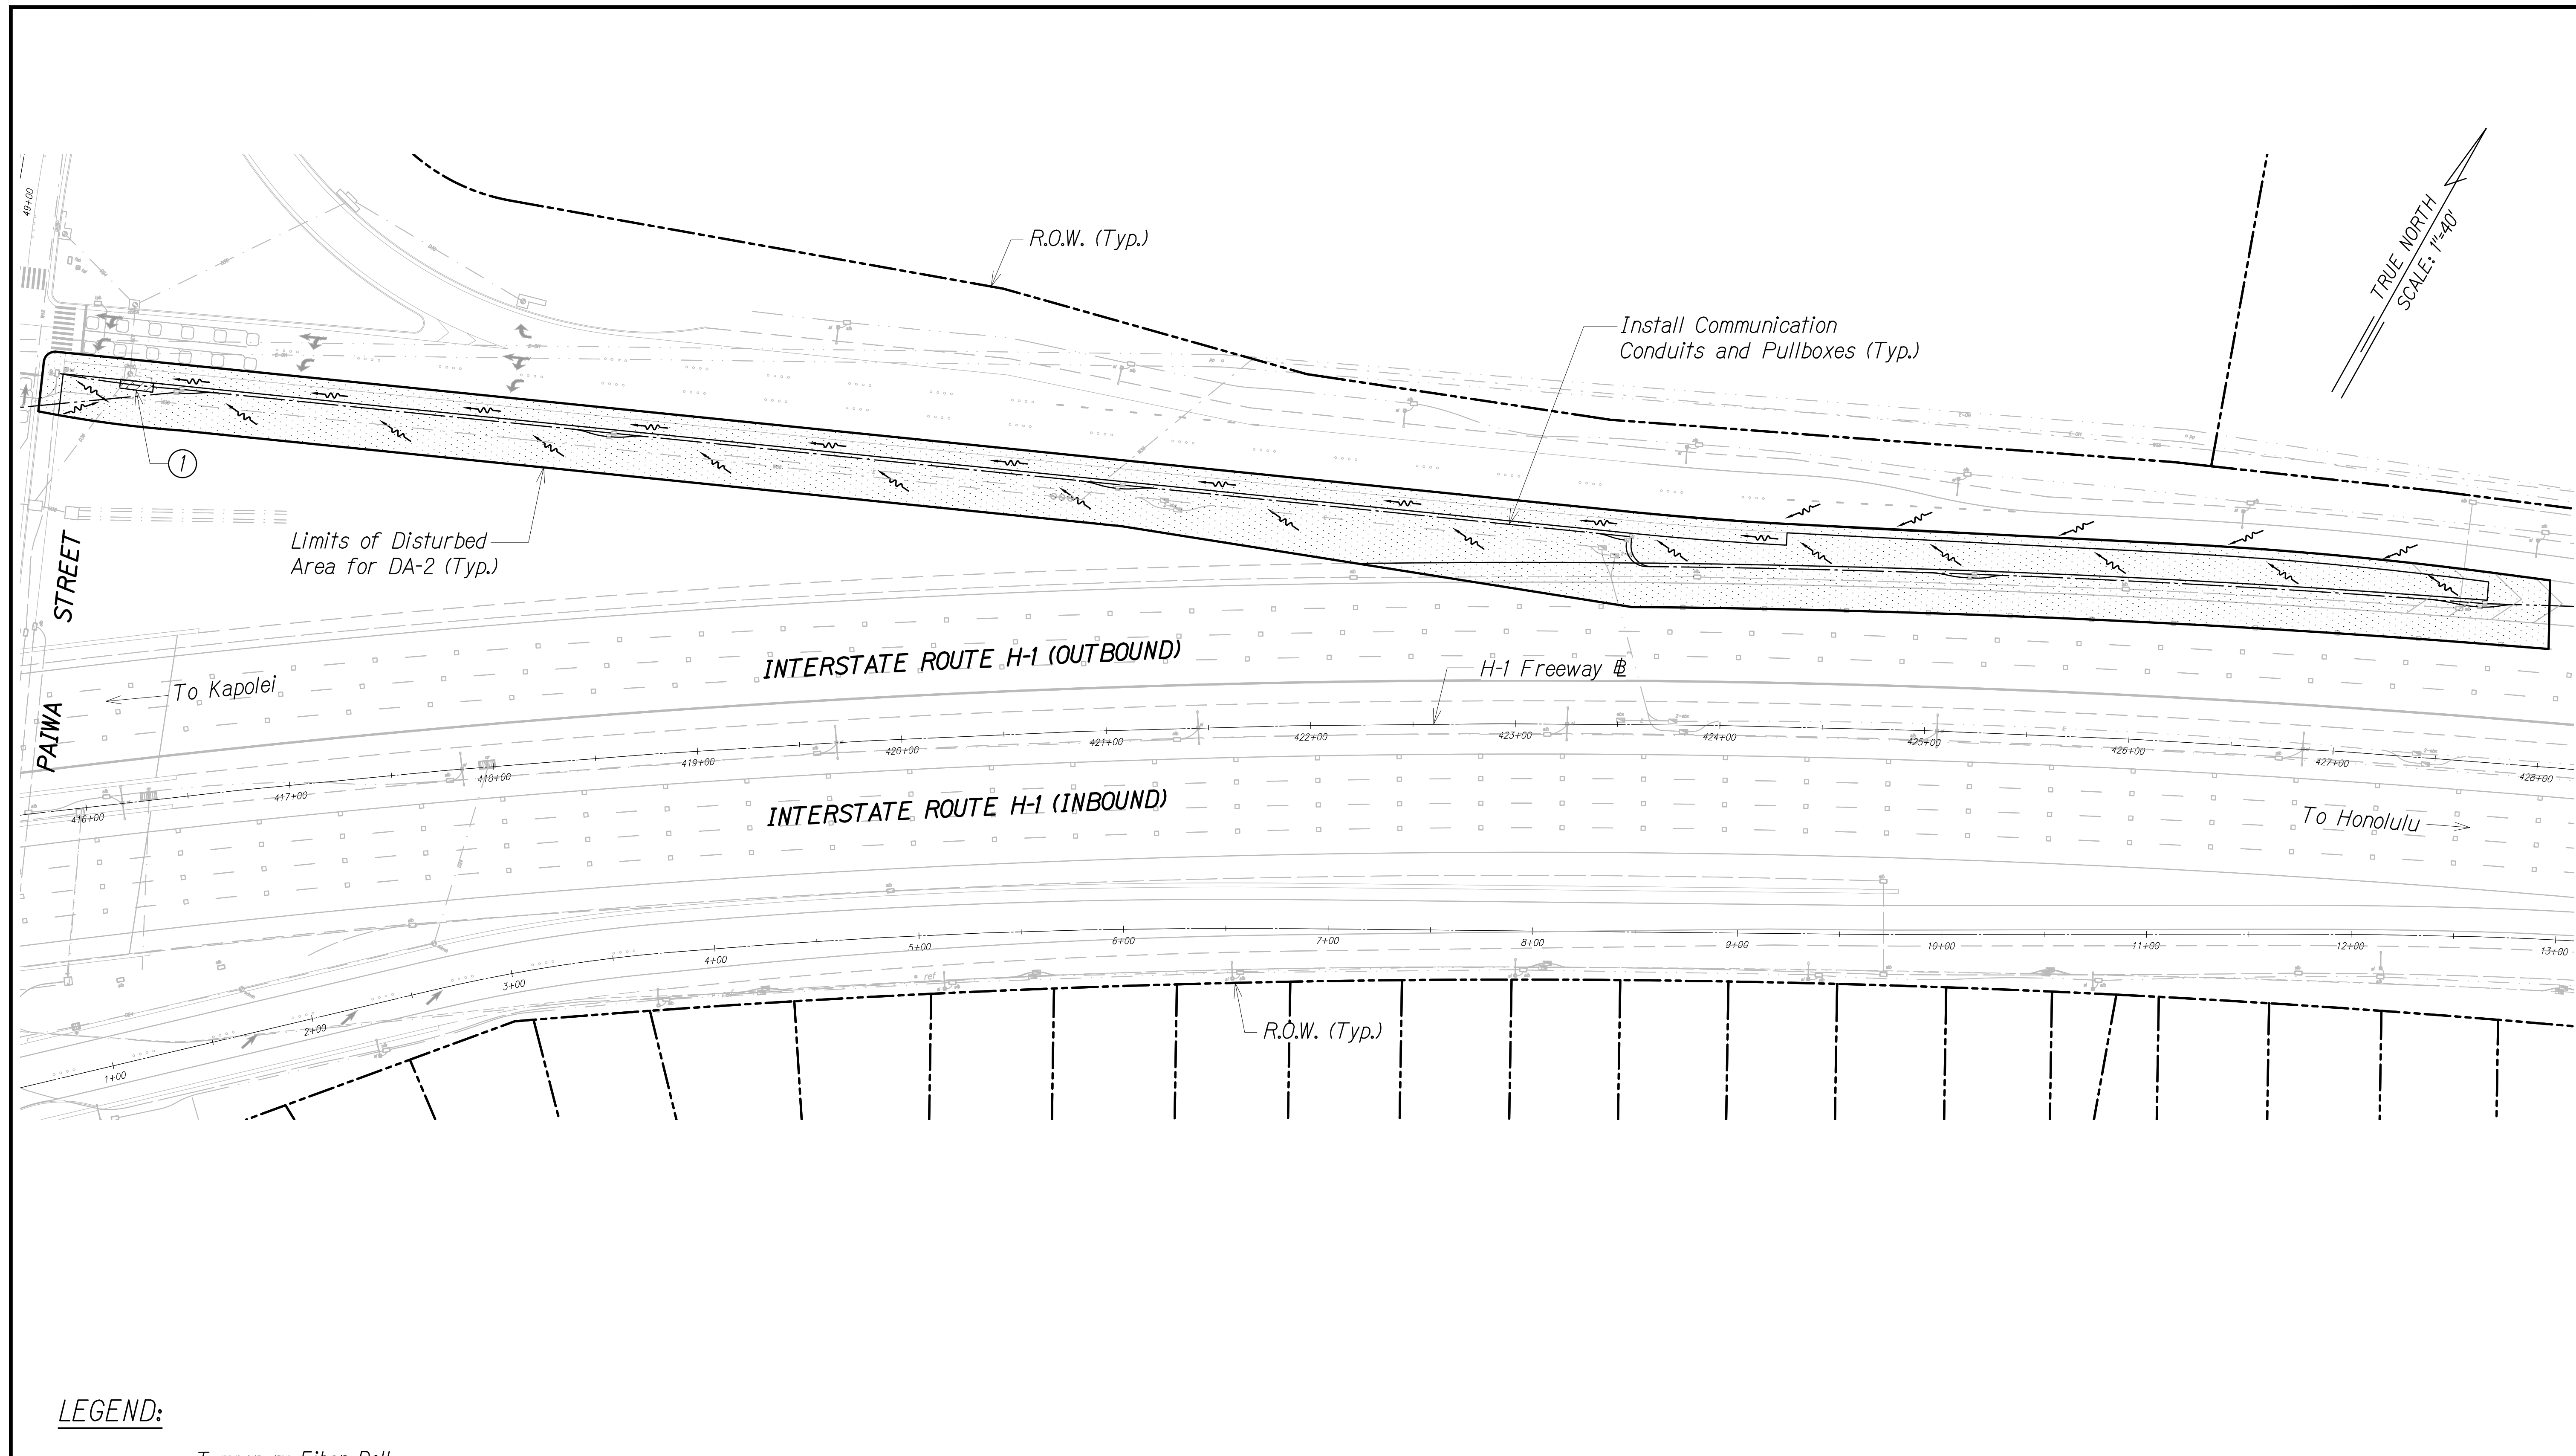 49+00
R.O.W. (Typ.)
TRUE NORTH
SCALE: 1"=40'
Install Communication
Conduits and Pullboxes (Typ.)
1
Limits of Disturbed
Area for DA-2 (Typ.)
PAIWA STREET
INTERSTATE ROUTE H-1 (OUTBOUND)
H-1 Freeway ℄
To Kapolei
416+00
417+00
418+00
419+00
420+00
421+00
422+00
423+00
424+00
425+00
426+00
427+00
428+00
INTERSTATE ROUTE H-1 (INBOUND)
To Honolulu
1+00
2+00
3+00
4+00
5+00
6+00
7+00
8+00
9+00
10+00
11+00
12+00
13+00
ref
R.O.W. (Typ.)
LEGEND: